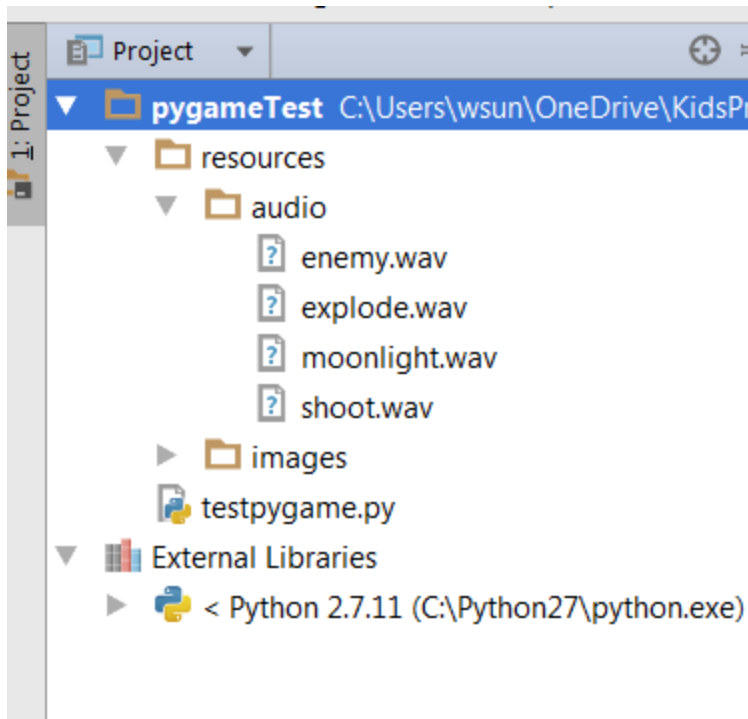 Project
1: Project
pygameTest C:\Users\wsun\OneDrive\KidsPr
resources
audio
enemy.wav
explode.wav
moonlight.wav
shoot.wav
images
testpygame.py
External Libraries
< Python 2.7.11 (C:\Python27\python.exe)